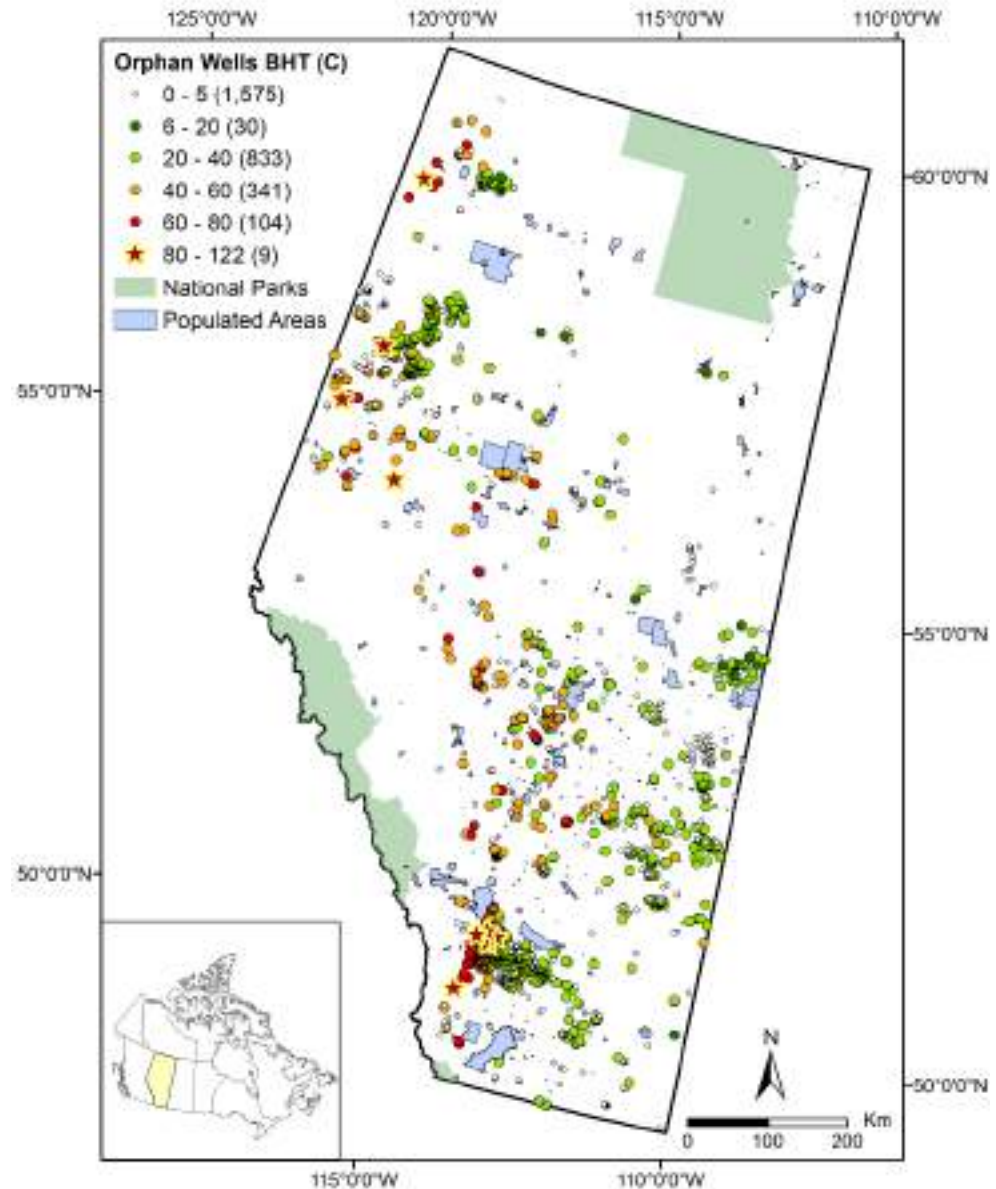 125°0'0"W 120°0'0"W 115°0'0"W 110°0'0"W
Orphan Wells BHT (C)
0 - 5 (1,575)
6 - 20 (30)
20 - 40 (833)
40 - 60 (341)
60 - 80 (104)
80 - 122 (9)
National Parks
Populated Areas
60°0'0"N
55°0'0"N
55°0'0"N
50°0'0"N
N
Km
0 100 200
50°0'0"N
115°0'0"W 110°0'0"W